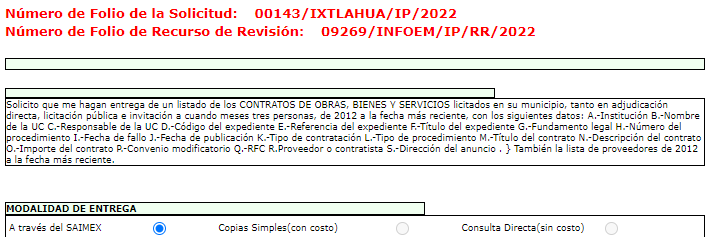 Número de Folio de la Solicitud: 00143/IXTLAHUA/IP/2022
Número de Folio de Recurso de Revisión: 09269/INFOEM/IP/RR/2022
Solicito que me hagan entrega de un listado de los CONTRATOS DE OBRAS, BIENES Y SERVICIOS licitados en su municipio, tanto en adjudicación
directa, licitación pública e invitación a cuando meses tres personas, de 2012 a la fecha más reciente, con los siguientes datos: A.-Institución B.-Nombre
de la UC C.-Responsable de la UC D.-Código del expediente E.-Referencia del expediente F.-Título del expediente G.-Fundamento legal H.-Número del
procedimiento I.-Fecha de fallo J.-Fecha de publicación K.-Tipo de contratación L.-Tipo de procedimiento M.-Título del contrato N.-Descripción del contrato
O.-Importe del contrato P.-Convenio modificatorio Q.-RFC R.Proveedor o contratista S.-Dirección del anuncio . } También la lista de proveedores de 2012
a la fecha más reciente.
MODALIDAD DE ENTREGA
A través del SAIMEX Copias Simples(con costo) Consulta Directa(sin costo)